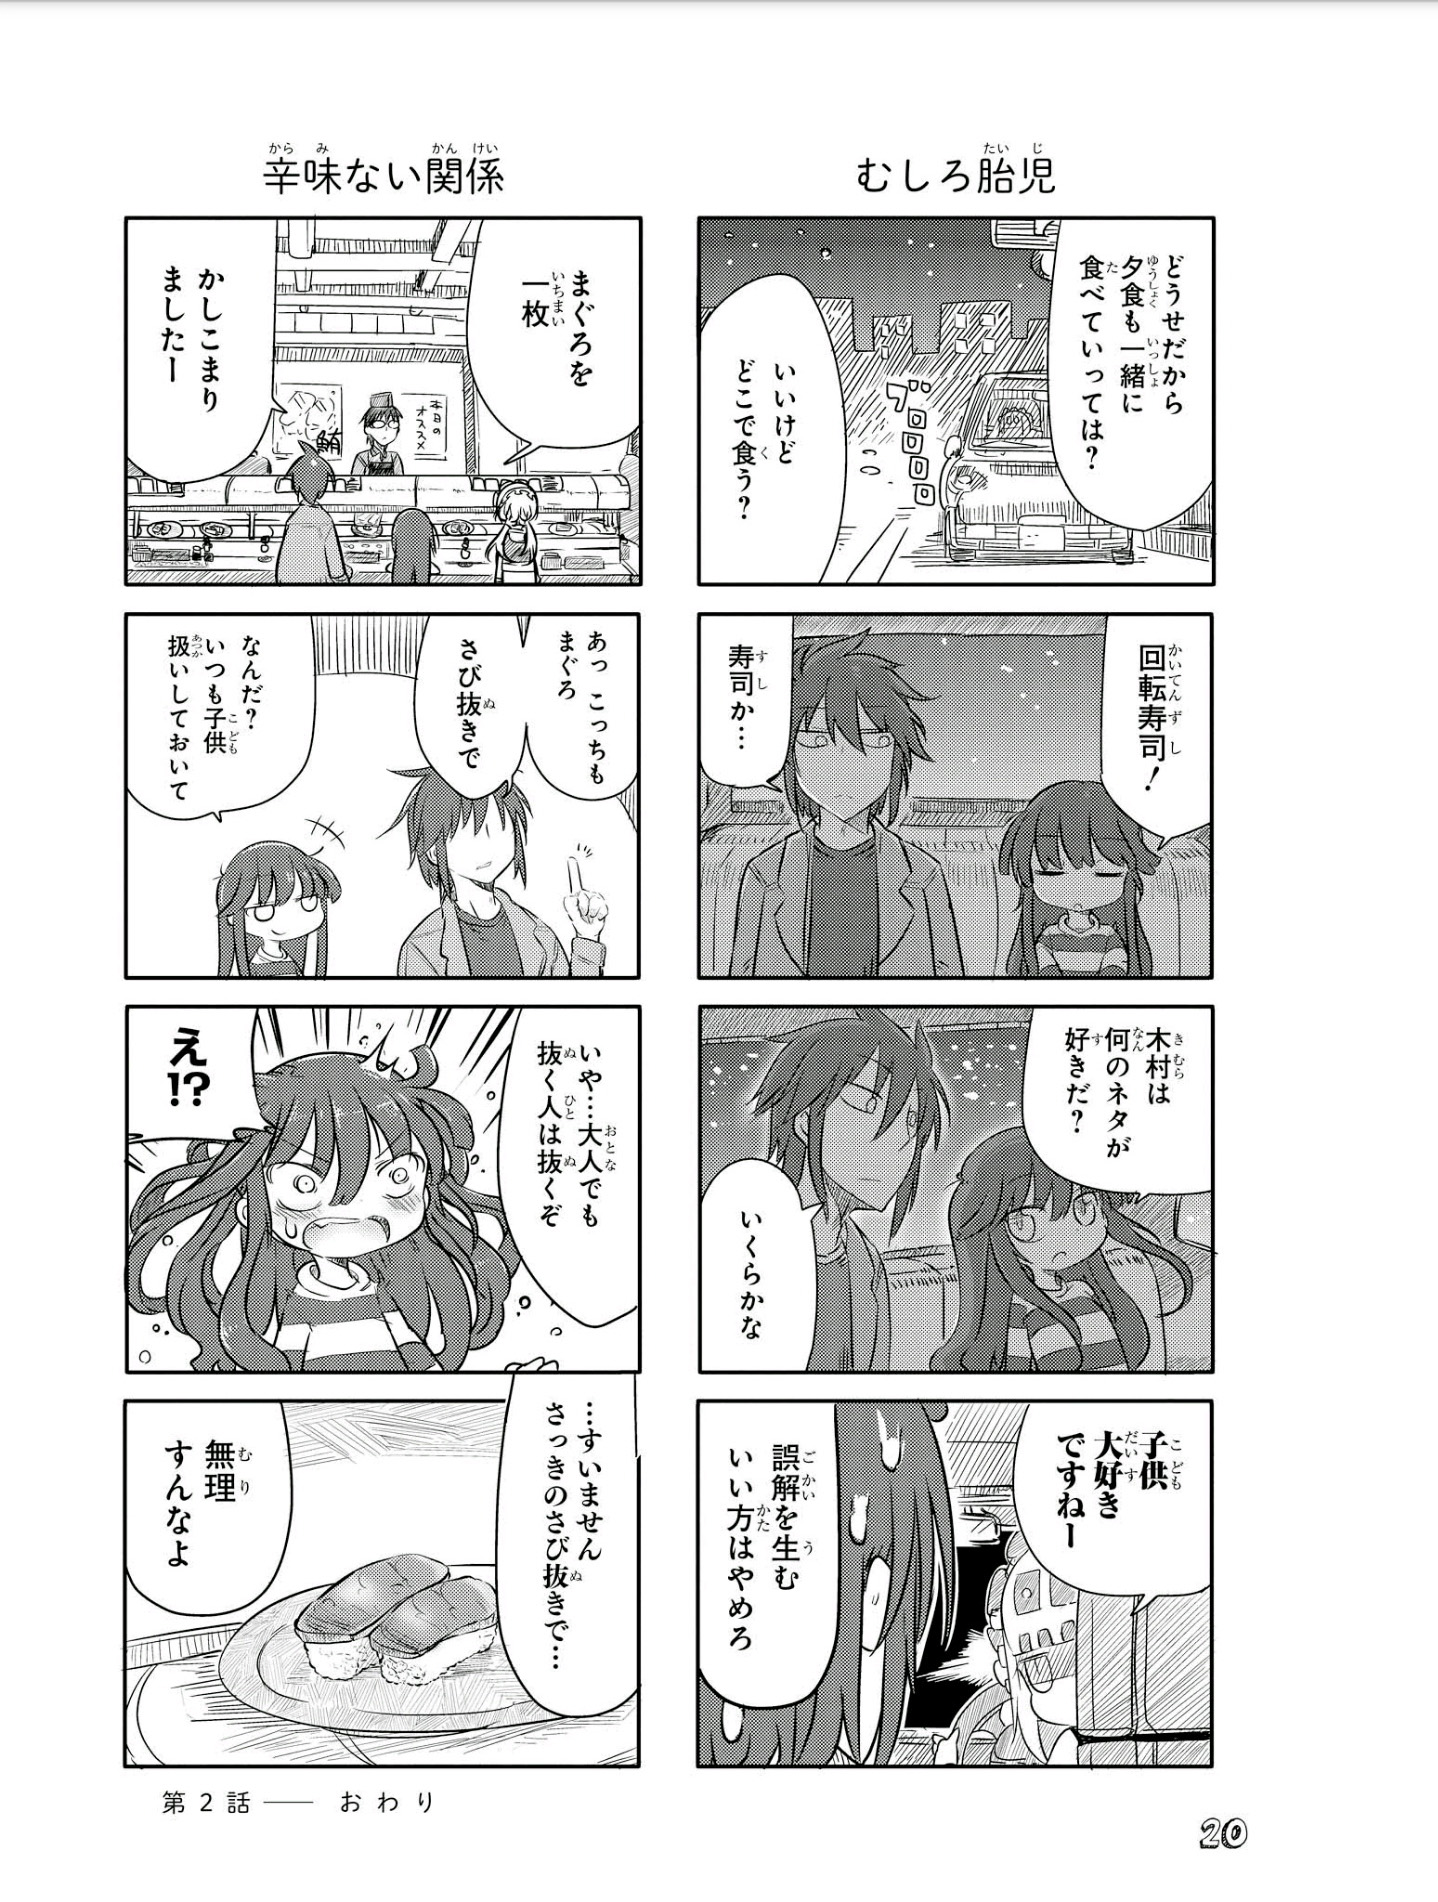 むしろ胎児
どうせだから
夕食も一緒に
食べていっては？
いいけど
どこで食う？
ブロロロロ
回転寿司！
寿司か…
木村は
何のネタが
好きだ？
いくらかな
子供
大好き
ですねー
誤解を生む
いい方はやめろ
辛味ない関係
まぐろを
一枚
かしこまり
ましたー
本日の
オススメ
鮪
あっ こっちも
まぐろ
さび抜きで
なんだ？
いつも子供
扱いしておいて
いや…大人でも
抜く人は抜くぞ
え!?
…すいません
さっきのさび抜きで…
無理
すんなよ
第2話―― おわり
20